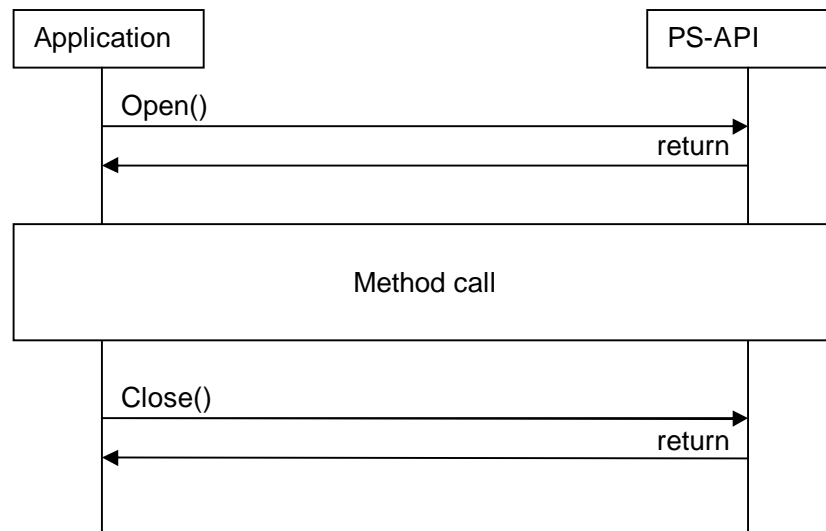 Application
PS-API
Open()
return
Method call
Close()
return